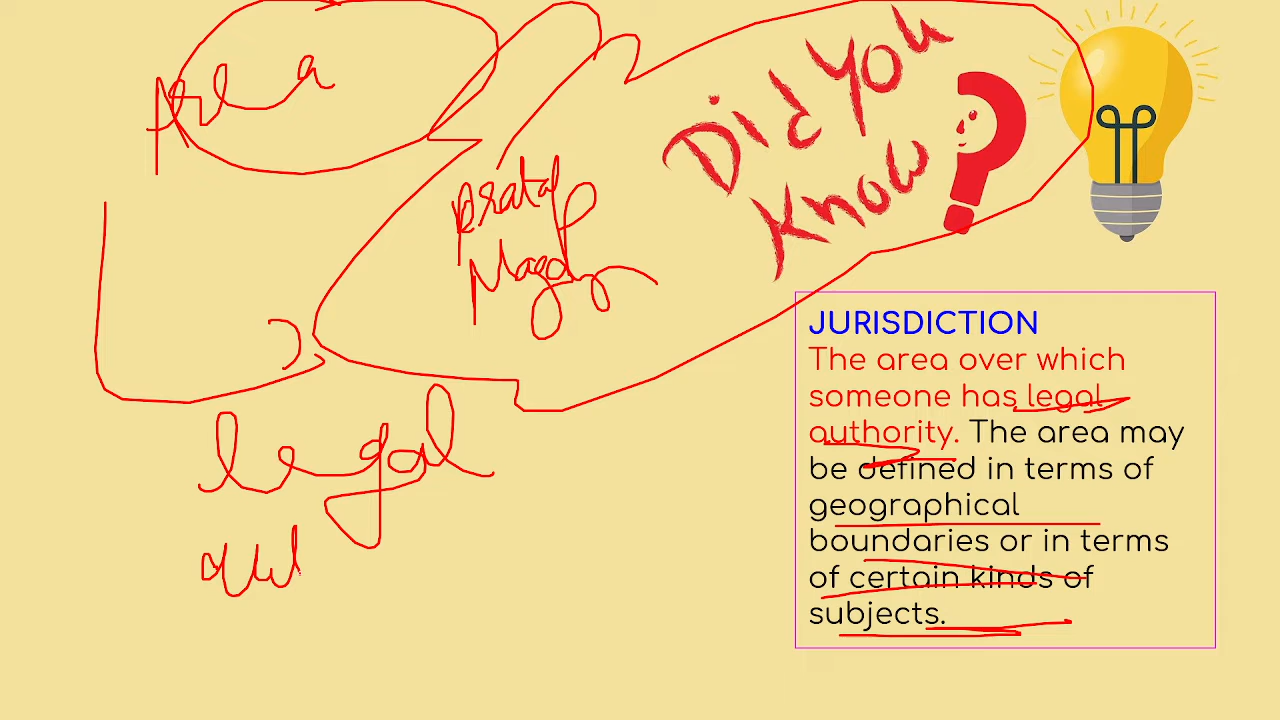 Area
Did You
Know?
legal
JURISDICTION
The area over which
someone has legal
authority. The area may
be defined in terms of
geographical
boundaries or in terms
of certain kinds of
subjects.